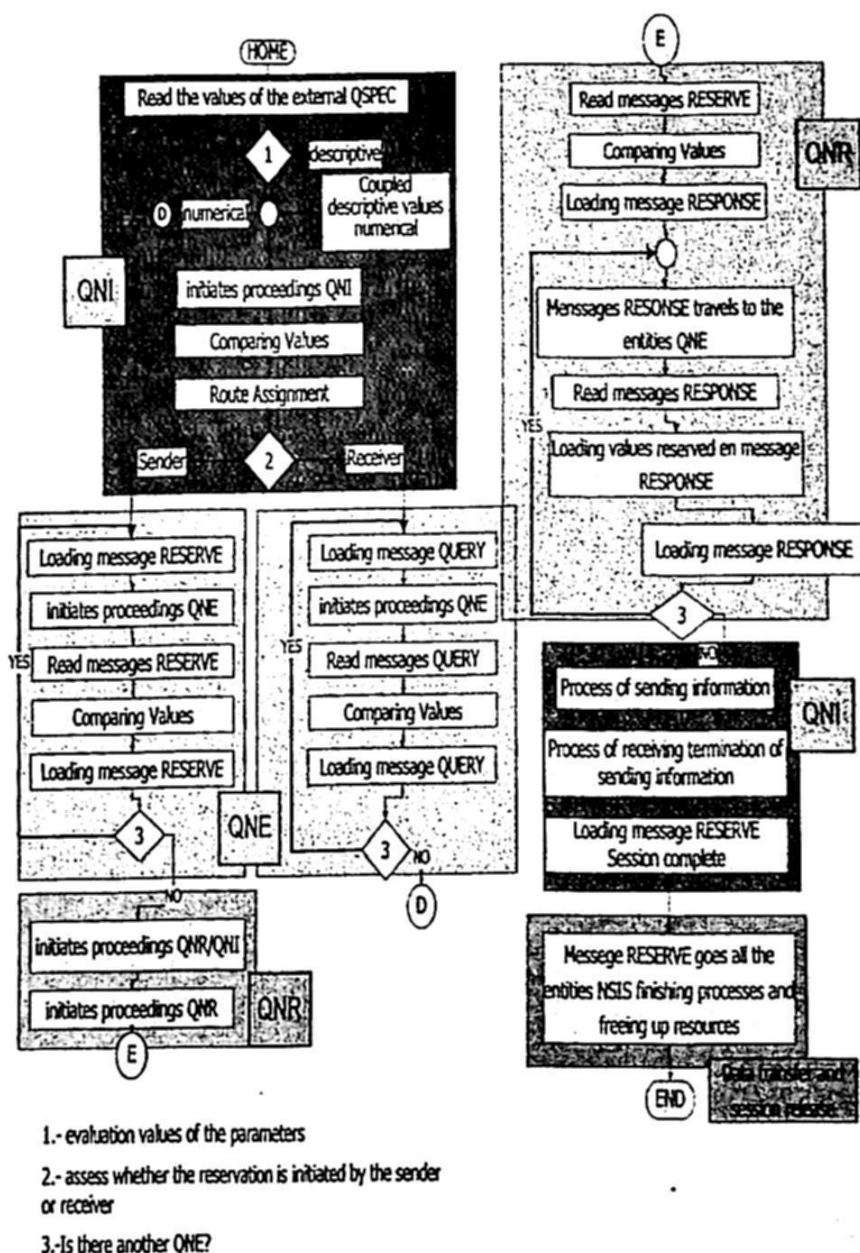 HOME
Read the values of the external QSPEC
1
descriptive
Coupled
descriptive values
numencal
D
numerical
QNI
initiates proceedings QNI
Comparing Values
Route Assignment
Sender
2
Receiver
Loading message RESERVE
initiates proceedings QNE
YES
Read messages RESERVE
Comparing Values
Loading message RESERVE
3
NO
QNE
Loading message QUERY
initiates proceedings QNE
YES
Read messages QUERY
Comparing Values
Loading message QUERY
3
NO
D
initiates proceedings QNR/QNI
initiates proceedings QNR
QNR
E
E
Read messages RESERVE
QNR
Comparing Values
Loading message RESPONSE
Menssages RESONSE travels to the
entities QNE
Read messages RESPONSE
YES
Loading values reserved en message
RESPONSE
Loading message RESPONSE
3
NO
Process of sending information
QNI
Process of receiving termination of
sending information
Loading message RESERVE
Session complete
Messege RESERVE goes all the
entities NSIS finishing processes and
freeing up resources
END
Data transfer and
session release
1.- evaluation values of the parameters
2.- assess whether the reservation is initiated by the sender
or receiver
3.-Is there another QNE?